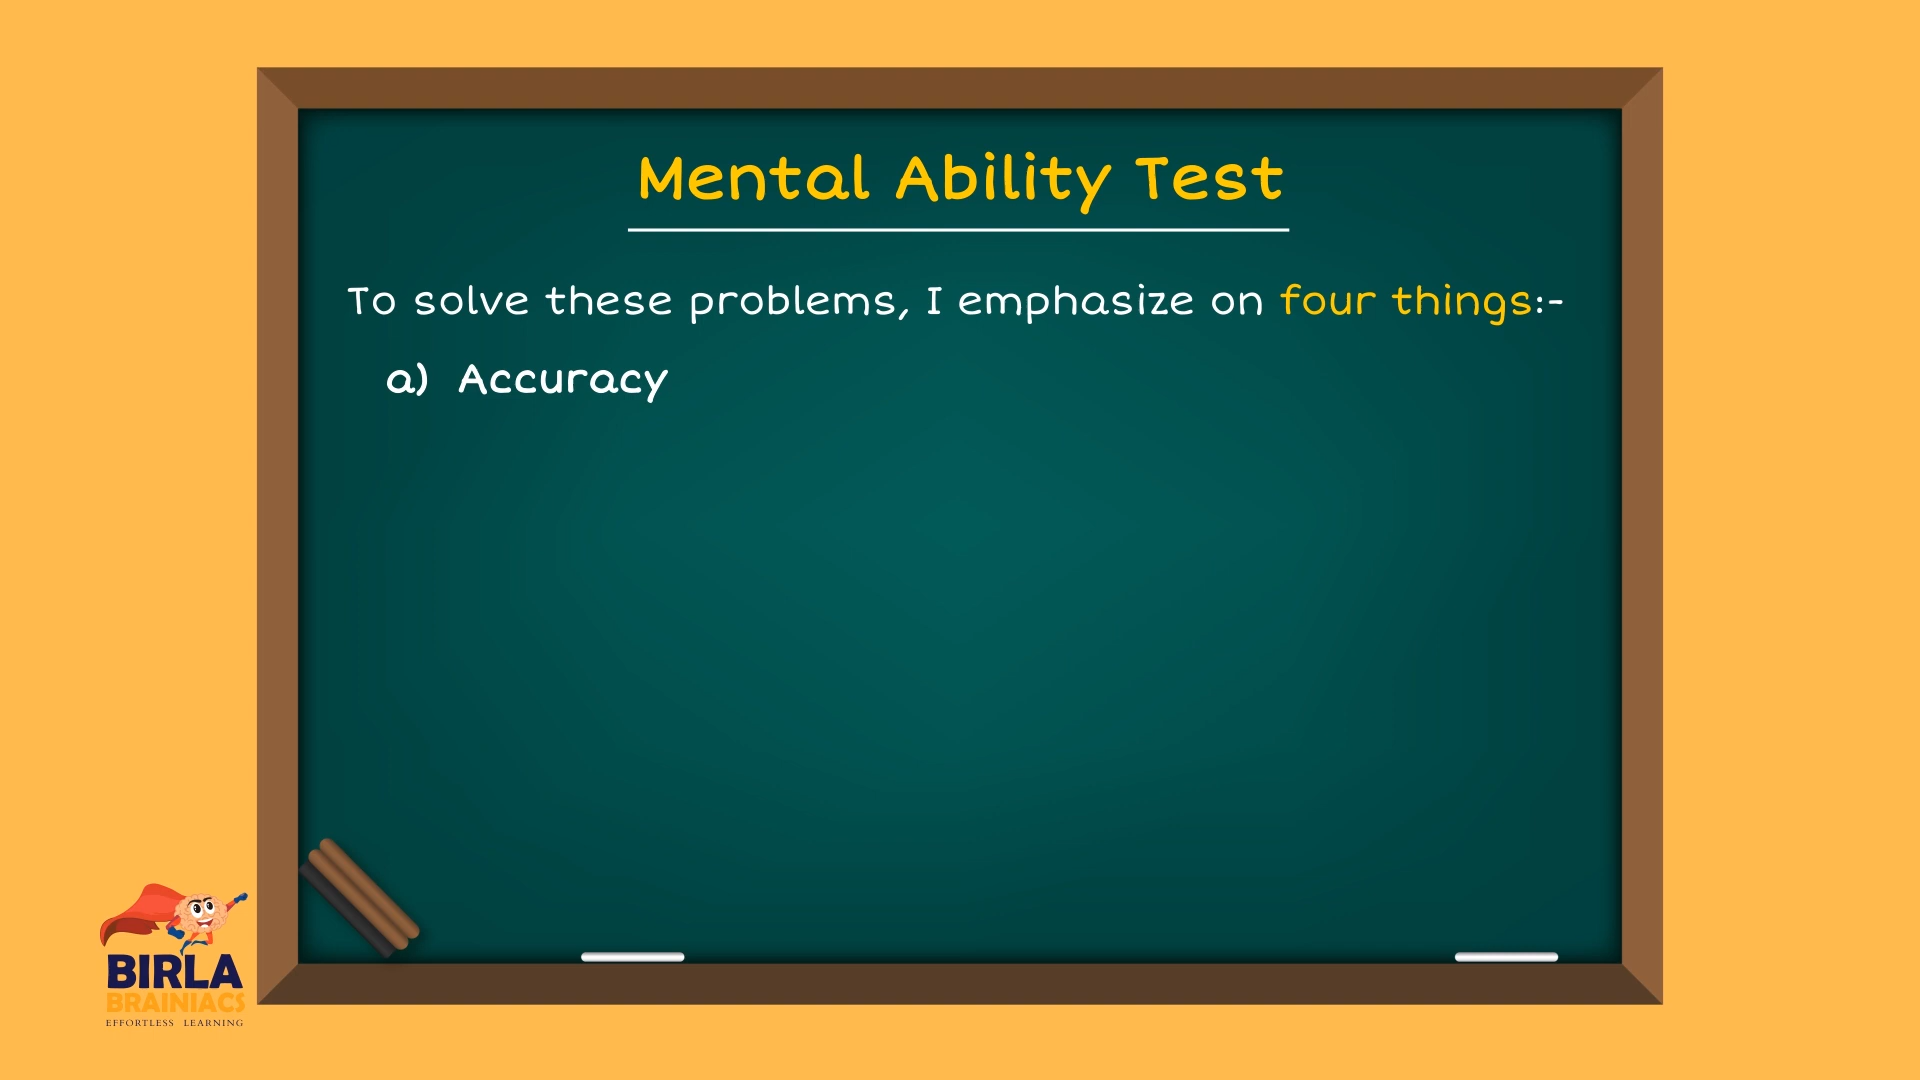 Mental Ability Test
To solve these problems, I emphasize on four things:-
a) Accuracy
BIRLA
BRAINIACS
EFFORTLESS LEARNING